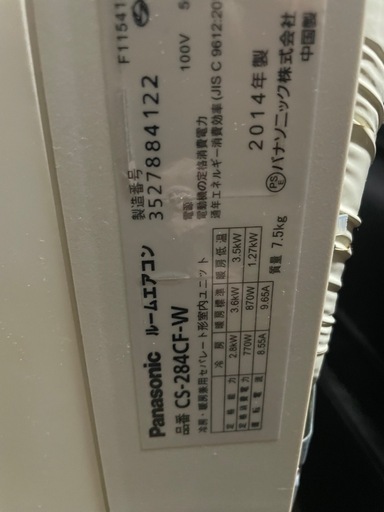 Panasonic ルームエアコン
品番 CS-284CF-W
冷房・暖房兼用セパレート形室内ユニット
冷房 暖房標準 暖房低温
定格能力 2.8kW 3.6kW 3.5kW
定格消費電力 770W 870W 1.27kW
運転電流 8.55A 9.65A
質量 7.5kg
製造番号
3527884122
F11541
電源 100V 5
電動機の定格消費電力
通年エネルギー消費効率(JIS C 9612:20
2014年製
PSE パナソニック株式会社
中国製